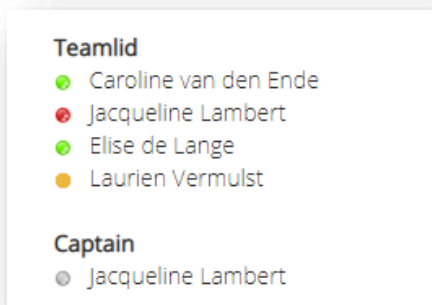 Teamlid
Caroline van den Ende
Jacqueline Lambert
Elise de Lange
Laurien Vermulst
Captain
Jacqueline Lambert